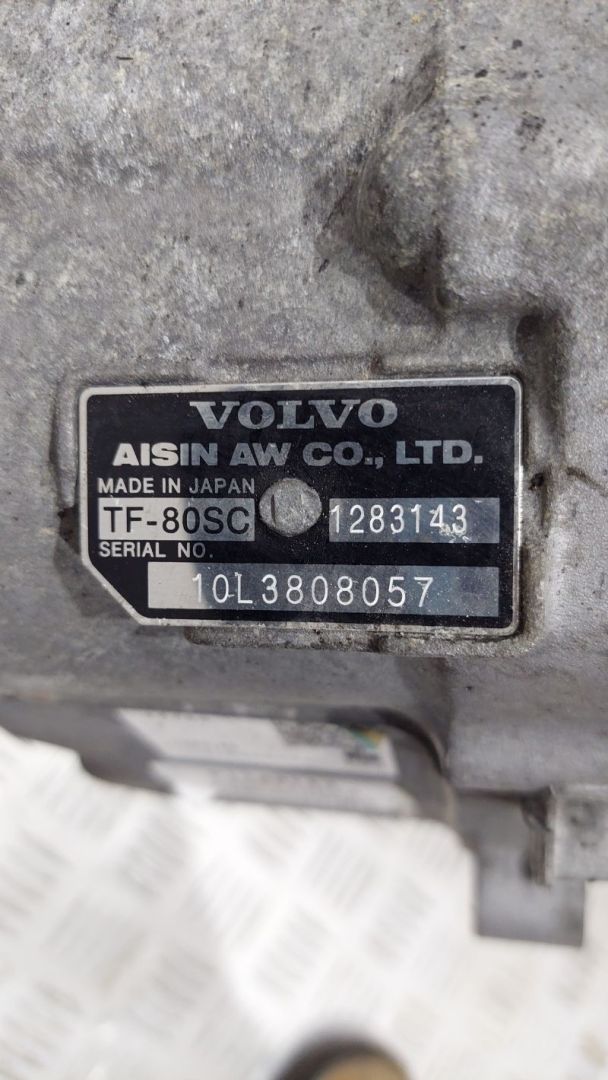 VOLVO
AISIN AW CO., LTD.
MADE IN JAPAN
TF-80SC 1283143
SERIAL NO.
10L3808057